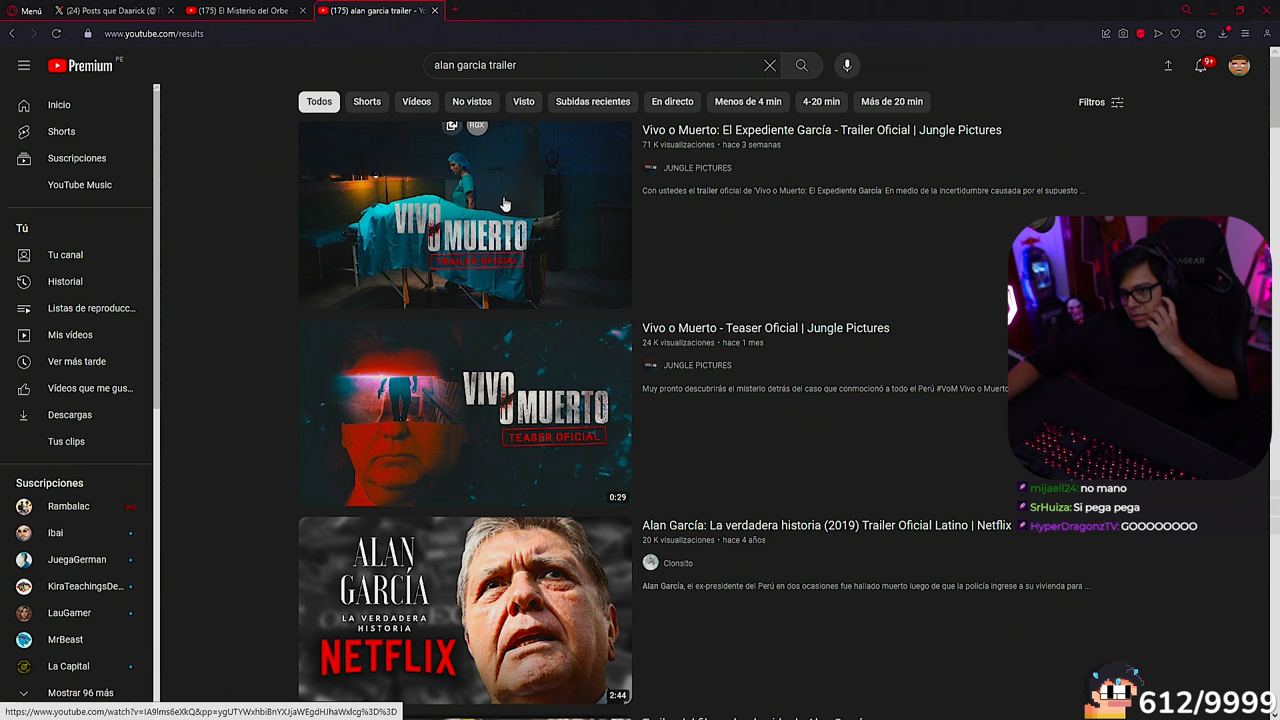 Menú
(24) Posts que Daarick (@T
(175) El Misterio del Orbe -
(175) alan garcia trailer - Yo
www.youtube.com/results
Premium PE
alan garcia trailer
9+
Todos
Shorts
Vídeos
No vistos
Visto
Subidas recientes
En directo
Menos de 4 min
4-20 min
Más de 20 min
Filtros
Inicio
Shorts
Suscripciones
YouTube Music
Tú
Tu canal
Historial
Listas de reproducc...
Mis vídeos
Ver más tarde
Vídeos que me gus...
Descargas
Tus clips
Suscripciones
Rambalac
Ibai
JuegaGerman
KiraTeachingsDe...
LauGamer
MrBeast
La Capital
Mostrar 96 más
VIVO
O MUERTO
TRAILER OFICIAL
Vivo o Muerto: El Expediente García - Trailer Oficial | Jungle Pictures
71 K visualizaciones • hace 3 semanas
JUNGLE PICTURES
Con ustedes el trailer oficial de 'Vivo o Muerto: El Expediente García' En medio de la incertidumbre causada por el supuesto ...
VIVO
O MUERTO
TEASER OFICIAL
0:29
Vivo o Muerto - Teaser Oficial | Jungle Pictures
24 K visualizaciones • hace 1 mes
JUNGLE PICTURES
Muy pronto descubrirás el misterio detrás del caso que conmocionó a todo el Perú #VoM Vivo o Muerto
ALAN
GARCÍA
LA VERDADERA
HISTORIA
NETFLIX
2:44
Alan García: La verdadera historia (2019) Trailer Oficial Latino | Netflix
20 K visualizaciones • hace 4 años
Clonsito
Alan García, el ex-presidente del Perú en dos ocasiones fue hallado muerto luego de que la policía ingrese a su vivienda para ...
AGEAR
mijaell24: no mano
SrHuiza: Si pega pega
HyperDragonzTV: GOOOOOOOO
612/9999